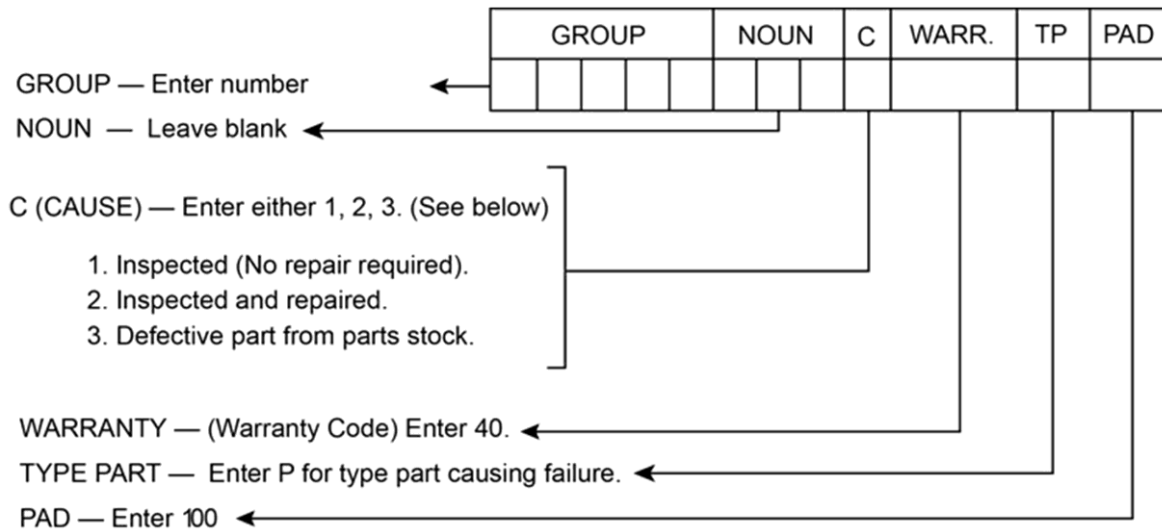 GROUP NOUN C WARR. TP PAD
GROUP — Enter number
NOUN — Leave blank
C (CAUSE) — Enter either 1, 2, 3. (See below)
1. Inspected (No repair required).
2. Inspected and repaired.
3. Defective part from parts stock.
WARRANTY — (Warranty Code) Enter 40.
TYPE PART — Enter P for type part causing failure.
PAD — Enter 100